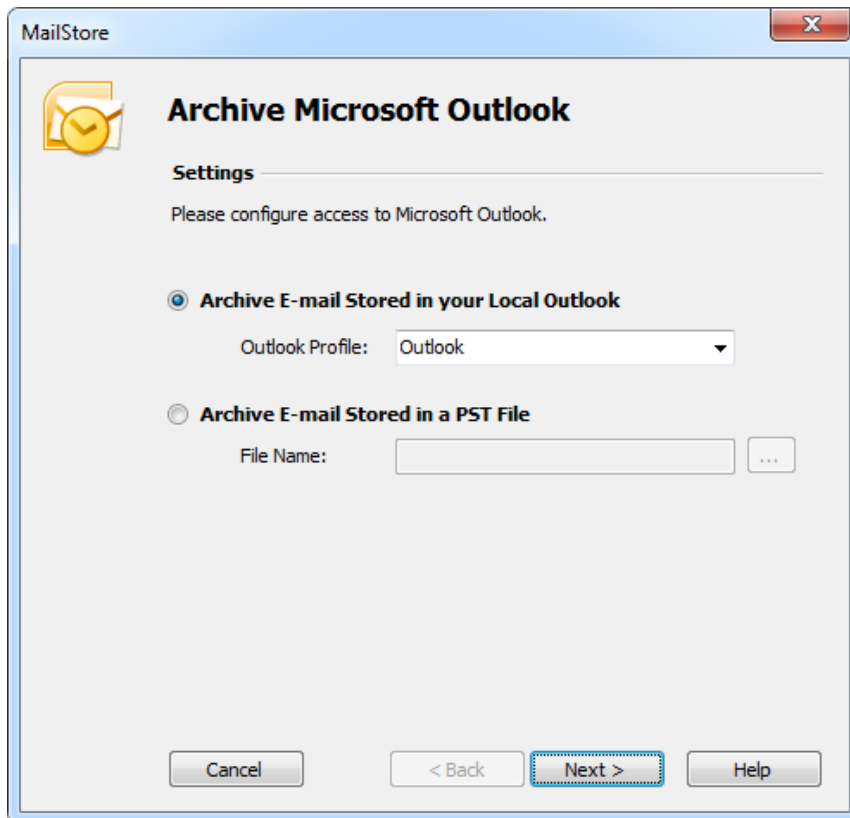 MailStore
Archive Microsoft Outlook
Settings
Please configure access to Microsoft Outlook.
Archive E-mail Stored in your Local Outlook
Outlook Profile: Outlook
Archive E-mail Stored in a PST File
File Name: ...
Cancel < Back Next > Help